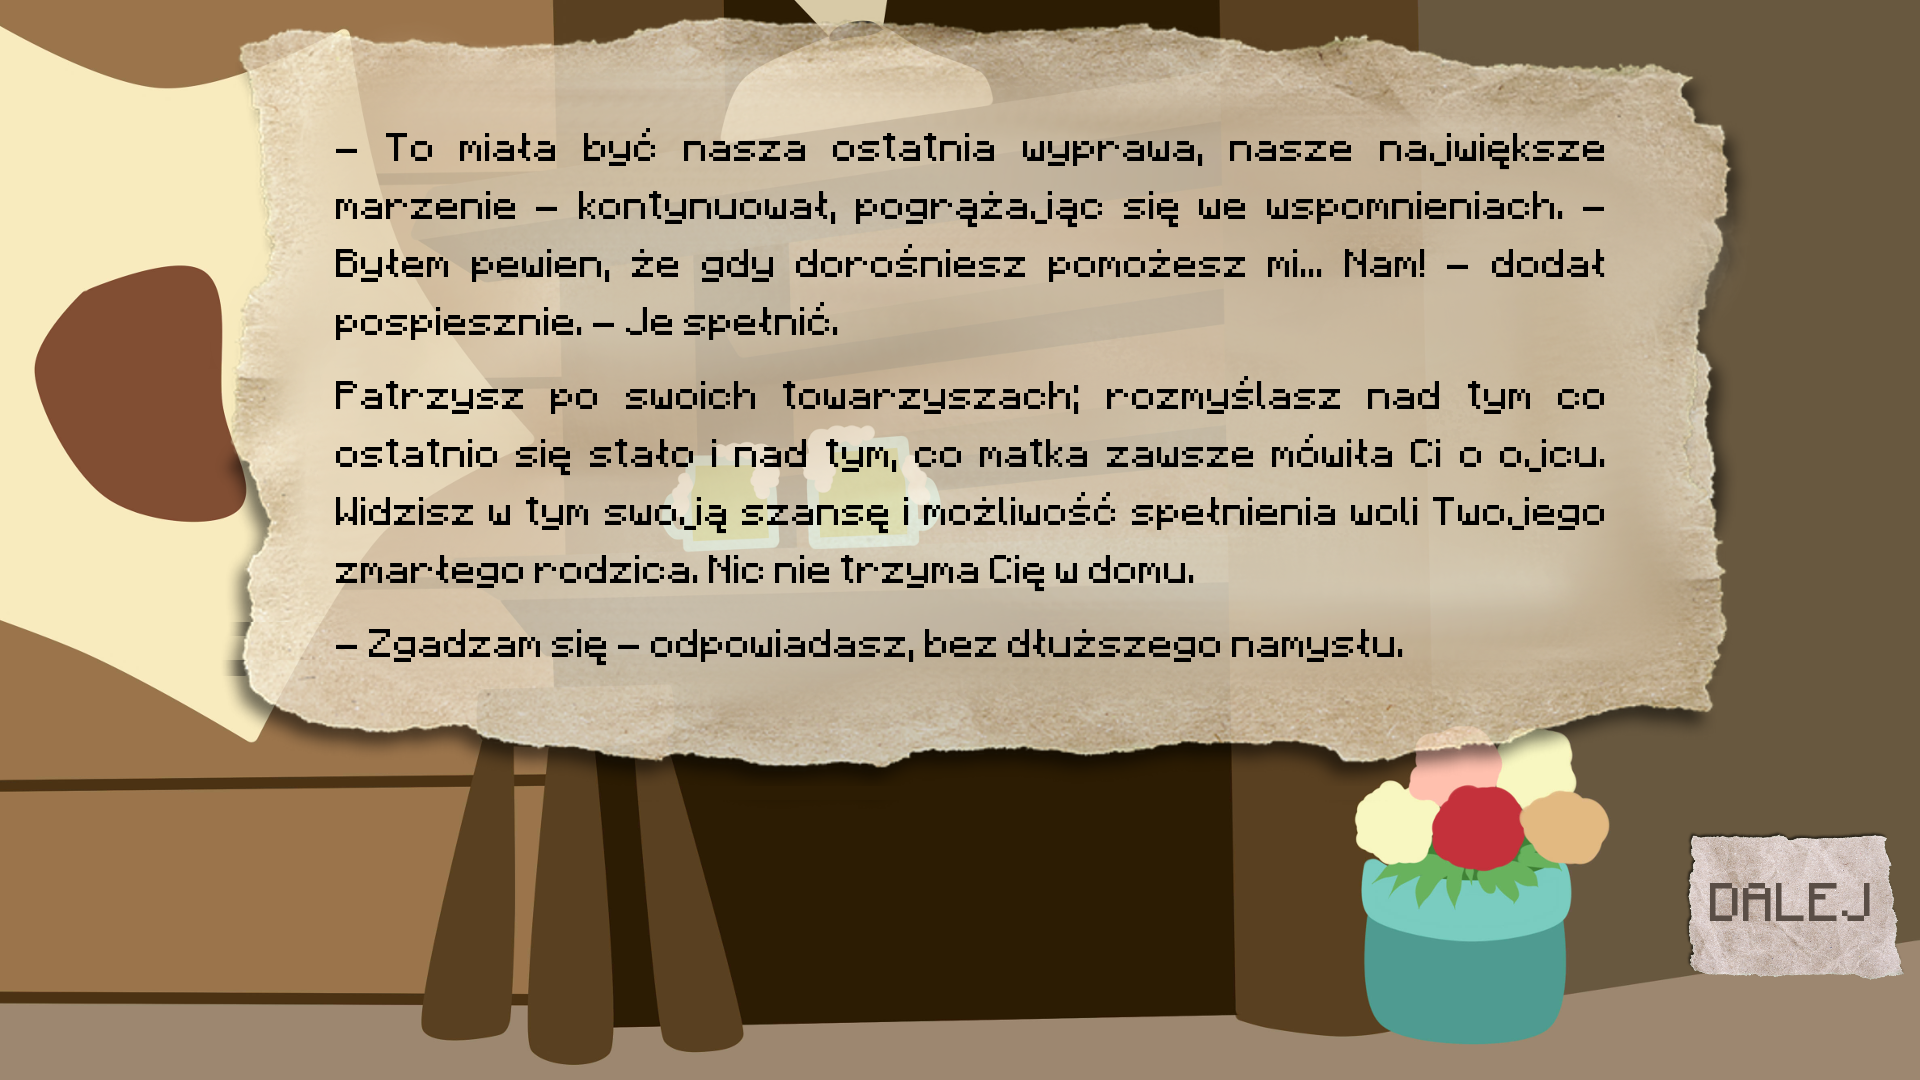 – To miała być nasza ostatnia wyprawa, nasze największe
marzenie – kontynuował, pogrążając się we wspomnieniach. –
Byłem pewien, że gdy dorośniesz pomożesz mi... Nam! – dodał
pospiesznie. – Je spełnić.
Patrzysz po swoich towarzyszach; rozmyślasz nad tym co
ostatnio się stało i nad tym, co matka zawsze mówiła Ci o ojcu.
Widzisz w tym swoją szansę i możliwość spełnienia woli Twojego
zmarłego rodzica. Nic nie trzyma Cię w domu.
– Zgadzam się – odpowiadasz, bez dłuższego namysłu.
DALEJ